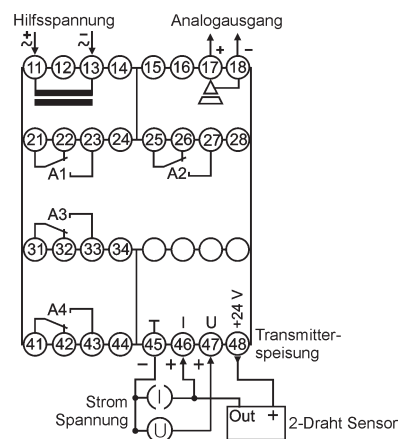 Hilfsspannung Analogausgang
~+ ~− + −
11 12 13 14 15 16 17 18
21 22 23 24 25 26 27 28
A1 A2
A3
31 32 33 34
+24 V
A4 I U
41 42 43 44 45 46 47 48
Transmitter-
speisung
− + +
Strom I
Spannung U
Out +
2-Draht Sensor